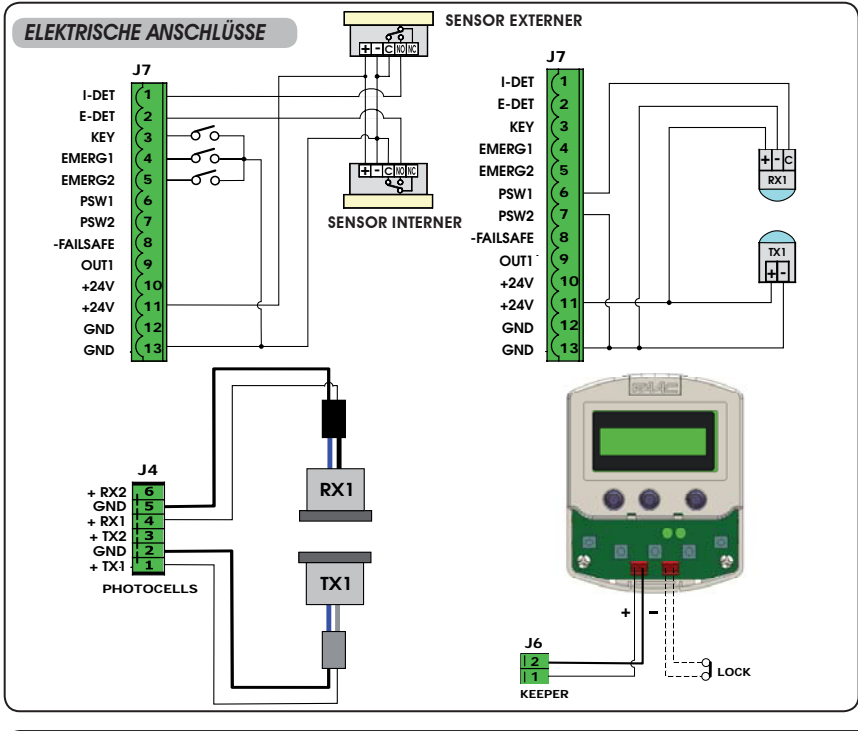 ELEKTRISCHE ANSCHLÜSSE
SENSOR EXTERNER
+ - C NO NC
J7
I-DET 1
E-DET 2
KEY 3
EMERG1 4
EMERG2 5
PSW1 6
PSW2 7
-FAILSAFE 8
OUT1 9
+24V 10
+24V 11
GND 12
GND 13
+ - C NO NC
SENSOR INTERNER
J7
I-DET 1
E-DET 2
KEY 3
EMERG1 4
EMERG2 5
PSW1 6
PSW2 7
-FAILSAFE 8
OUT1 9
+24V 10
+24V 11
GND 12
GND 13
+ - C
RX1
TX1
+ -
J4
+ RX2 6
GND 5
+ RX1 4
+ TX2 3
GND 2
+ TX1 1
PHOTOCELLS
RX1
TX1
+ -
J6
2
1
KEEPER
LOCK